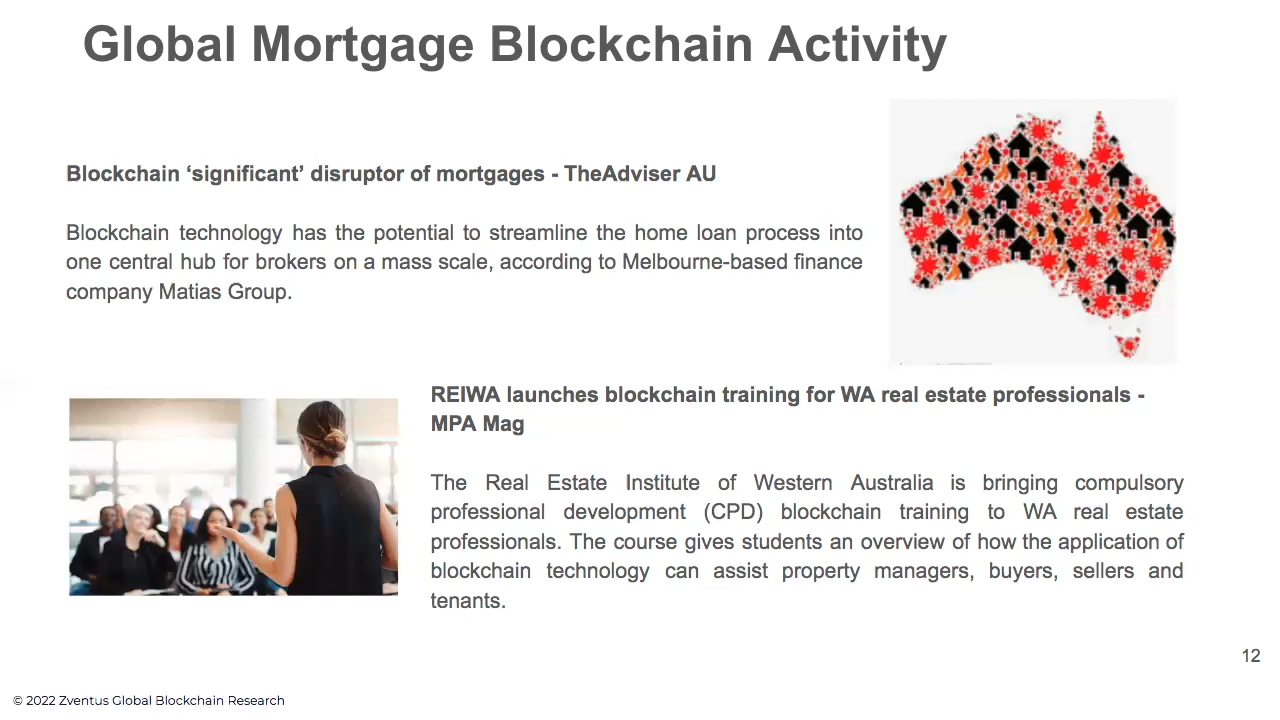 Global Mortgage Blockchain Activity
Blockchain ‘significant’ disruptor of mortgages - TheAdviser AU
Blockchain technology has the potential to streamline the home loan process into
one central hub for brokers on a mass scale, according to Melbourne-based finance
company Matias Group.
REIWA launches blockchain training for WA real estate professionals -
MPA Mag
The Real Estate Institute of Western Australia is bringing compulsory
professional development (CPD) blockchain training to WA real estate
professionals. The course gives students an overview of how the application of
blockchain technology can assist property managers, buyers, sellers and
tenants.
12
© 2022 Zventus Global Blockchain Research